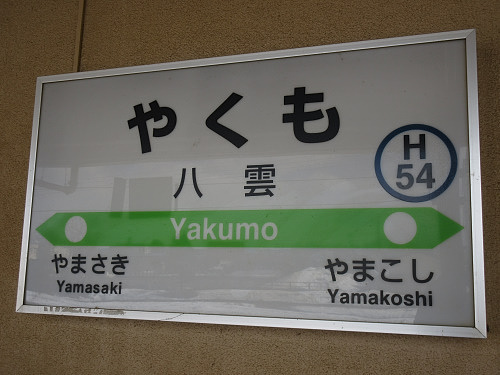 やくも
八雲
H
54
Yakumo
やまさき
Yamasaki
やまこし
Yamakoshi